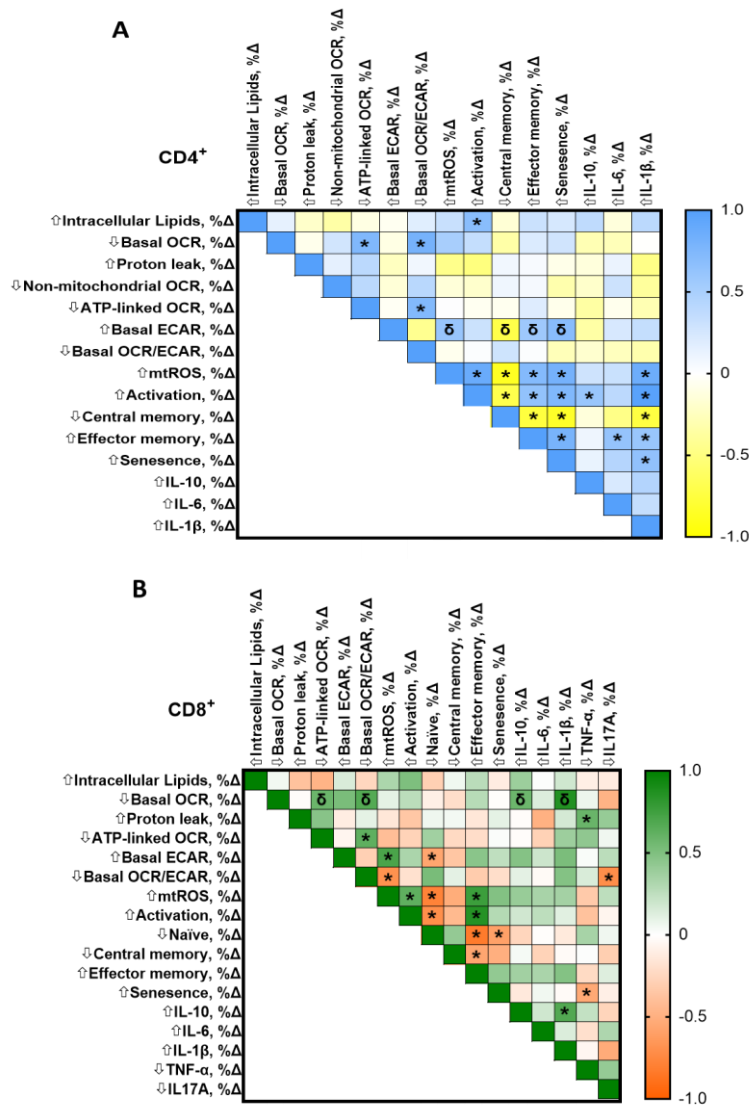 A
CD4⁺
⇧Intracellular Lipids, %Δ
⇩Basal OCR, %Δ
⇧Proton leak, %Δ
⇩Non-mitochondrial OCR, %Δ
⇩ATP-linked OCR, %Δ
⇧Basal ECAR, %Δ
⇩Basal OCR/ECAR, %Δ
⇧mtROS, %Δ
⇧Activation, %Δ
⇩Central memory, %Δ
⇧Effector memory, %Δ
⇧Senesence, %Δ
⇧IL-10, %Δ
⇧IL-6, %Δ
⇧IL-1β, %Δ
⇧Intracellular Lipids, %Δ *
⇩Basal OCR, %Δ * *
⇧Proton leak, %Δ
⇩Non-mitochondrial OCR, %Δ
⇩ATP-linked OCR, %Δ *
⇧Basal ECAR, %Δ δ δ δ δ
⇩Basal OCR/ECAR, %Δ
⇧mtROS, %Δ * * * * *
⇧Activation, %Δ * * * * *
⇩Central memory, %Δ * * *
⇧Effector memory, %Δ * * *
⇧Senesence, %Δ *
⇧IL-10, %Δ
⇧IL-6, %Δ
⇧IL-1β, %Δ
1.0
0.5
0
-0.5
-1.0
B
CD8⁺
⇧Intracellular Lipids, %Δ
⇩Basal OCR, %Δ
⇧Proton leak, %Δ
⇩ATP-linked OCR, %Δ
⇧Basal ECAR, %Δ
⇩Basal OCR/ECAR, %Δ
⇧mtROS, %Δ
⇧Activation, %Δ
⇩Naïve, %Δ
⇩Central memory, %Δ
⇧Effector memory, %Δ
⇧Senesence, %Δ
⇧IL-10, %Δ
⇧IL-6, %Δ
⇧IL-1β, %Δ
⇩TNF-α, %Δ
⇩IL17A, %Δ
⇧Intracellular Lipids, %Δ
⇩Basal OCR, %Δ δ δ δ δ
⇧Proton leak, %Δ *
⇩ATP-linked OCR, %Δ *
⇧Basal ECAR, %Δ * *
⇩Basal OCR/ECAR, %Δ * *
⇧mtROS, %Δ * * *
⇧Activation, %Δ * *
⇩Naïve, %Δ * *
⇩Central memory, %Δ *
⇧Effector memory, %Δ
⇧Senesence, %Δ *
⇧IL-10, %Δ *
⇧IL-6, %Δ
⇧IL-1β, %Δ
⇩TNF-α, %Δ
⇩IL17A, %Δ
1.0
0.5
0
-0.5
-1.0